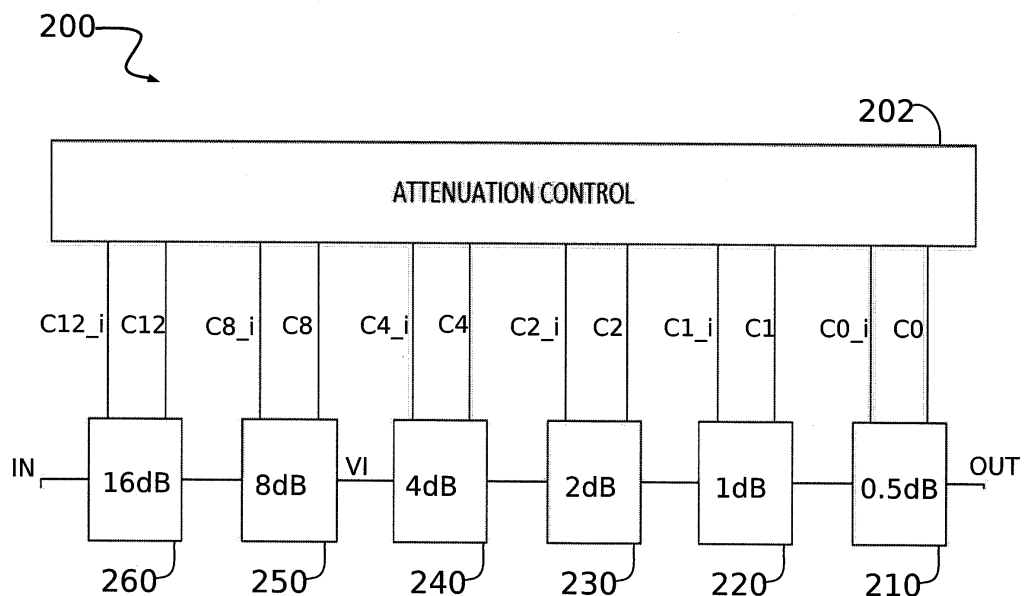 200
202
ATTENUATION CONTROL
C12_i C12 C8_i C8 C4_i C4 C2_i C2 C1_i C1 C0_i C0
IN 16dB 8dB VI 4dB 2dB 1dB 0.5dB OUT
260 250 240 230 220 210